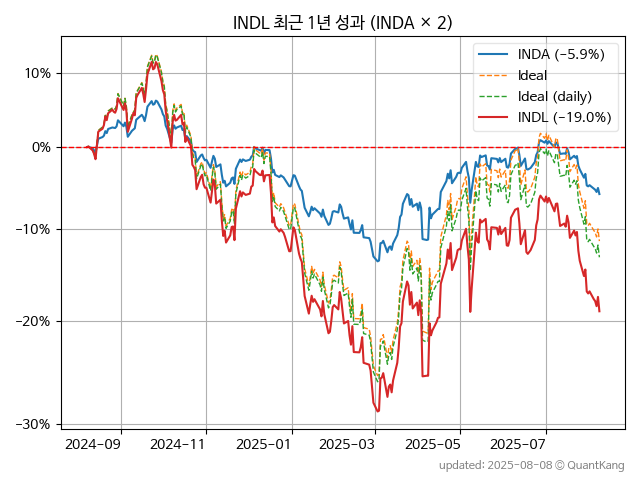 INDL 최근 1년 성과 (INDA × 2)
INDA (−5.9%)
Ideal
Ideal (daily)
INDL (−19.0%)
10%
0%
−10%
−20%
−30%
2024-09
2024-11
2025-01
2025-03
2025-05
2025-07
updated: 2025-08-08 © QuantKang